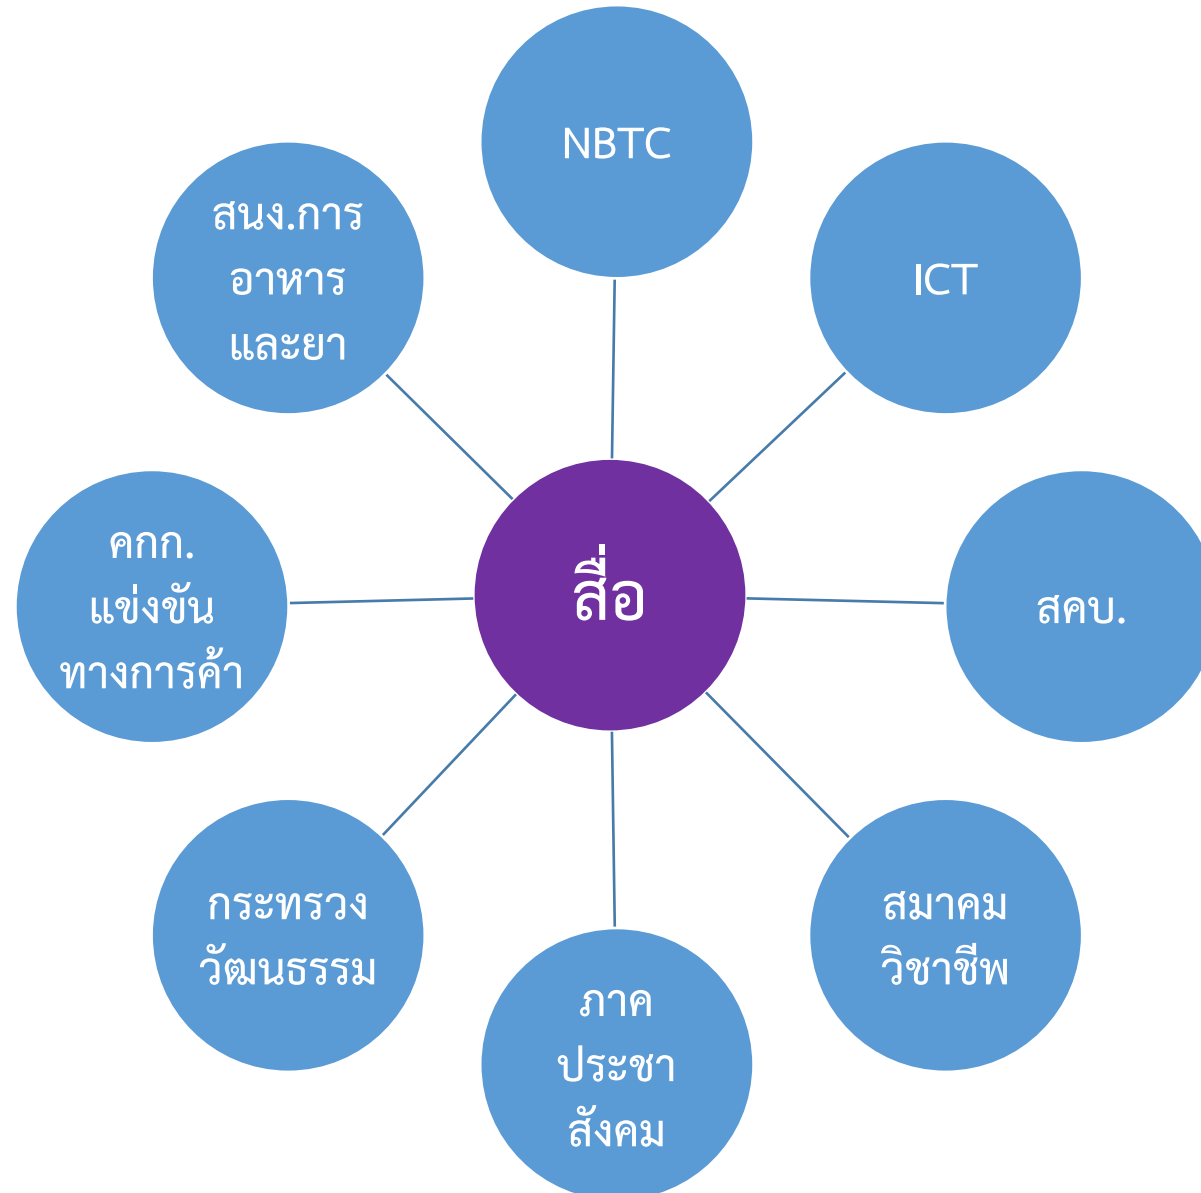 NBTC
ICT
สคบ.
สมาคม
วิชาชีพ
ภาค
ประชา
สังคม
กระทรวง
วัฒนธรรม
คกก.
แข่งขัน
ทางการค้า
สนง.การ
อาหาร
และยา
สื่อ